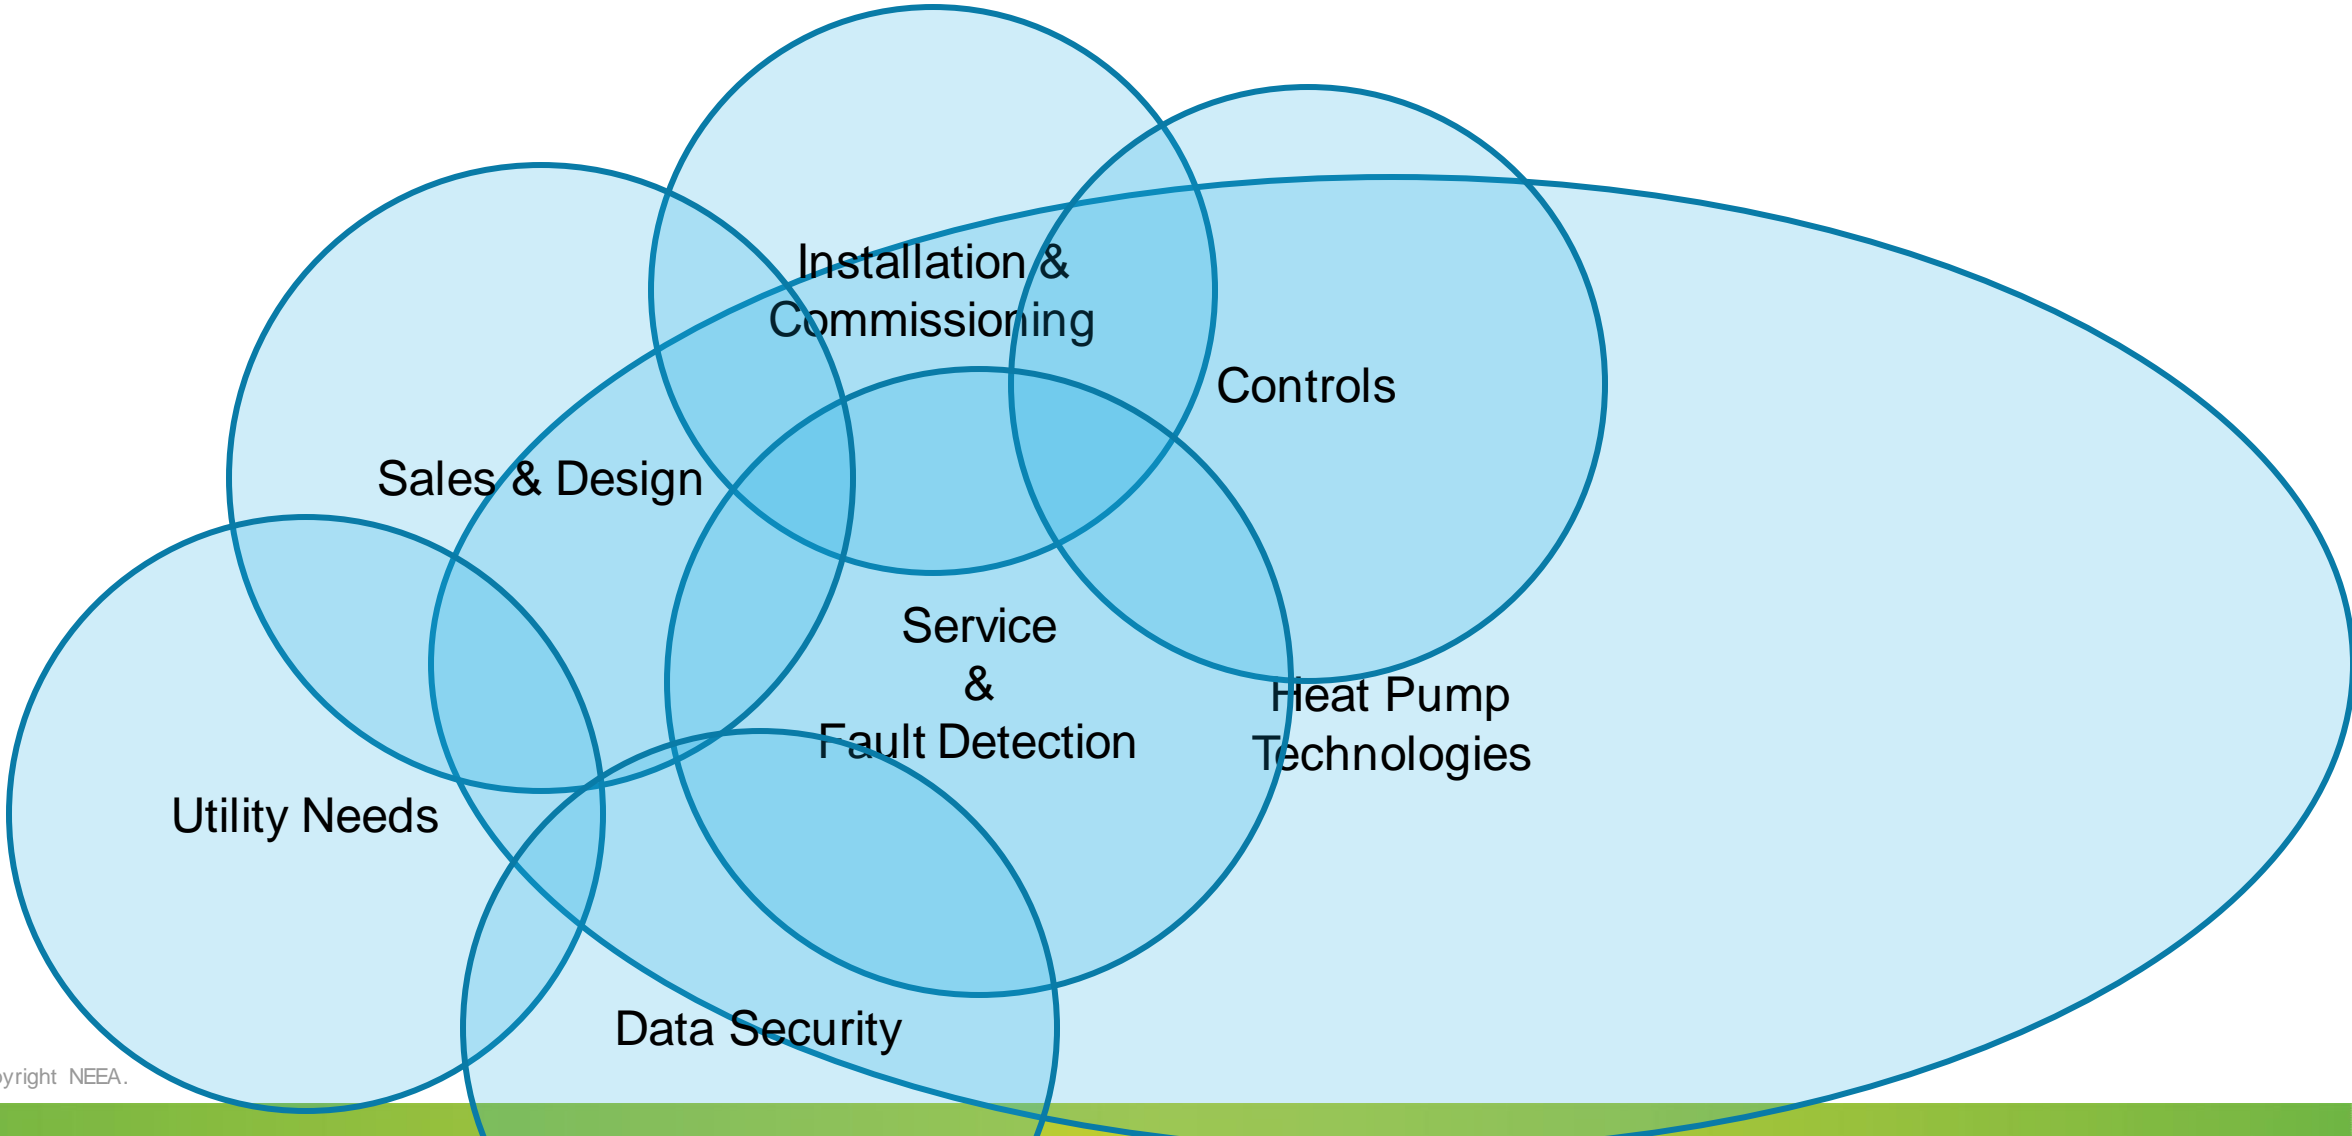 Installation &
Commissioning
Controls
Sales & Design
Service
&
Fault Detection
Heat Pump
Technologies
Utility Needs
Data Security
yright NEEA.